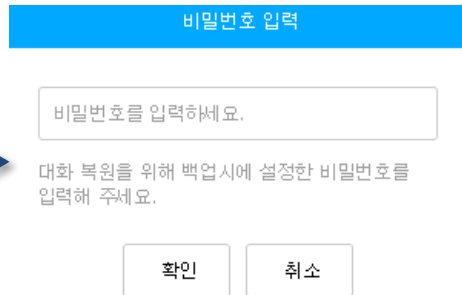 비밀번호 입력
비밀번호를 입력하세요.
대화 복원을 위해 백업시에 설정한 비밀번호를
입력해 주세요.
확인 취소